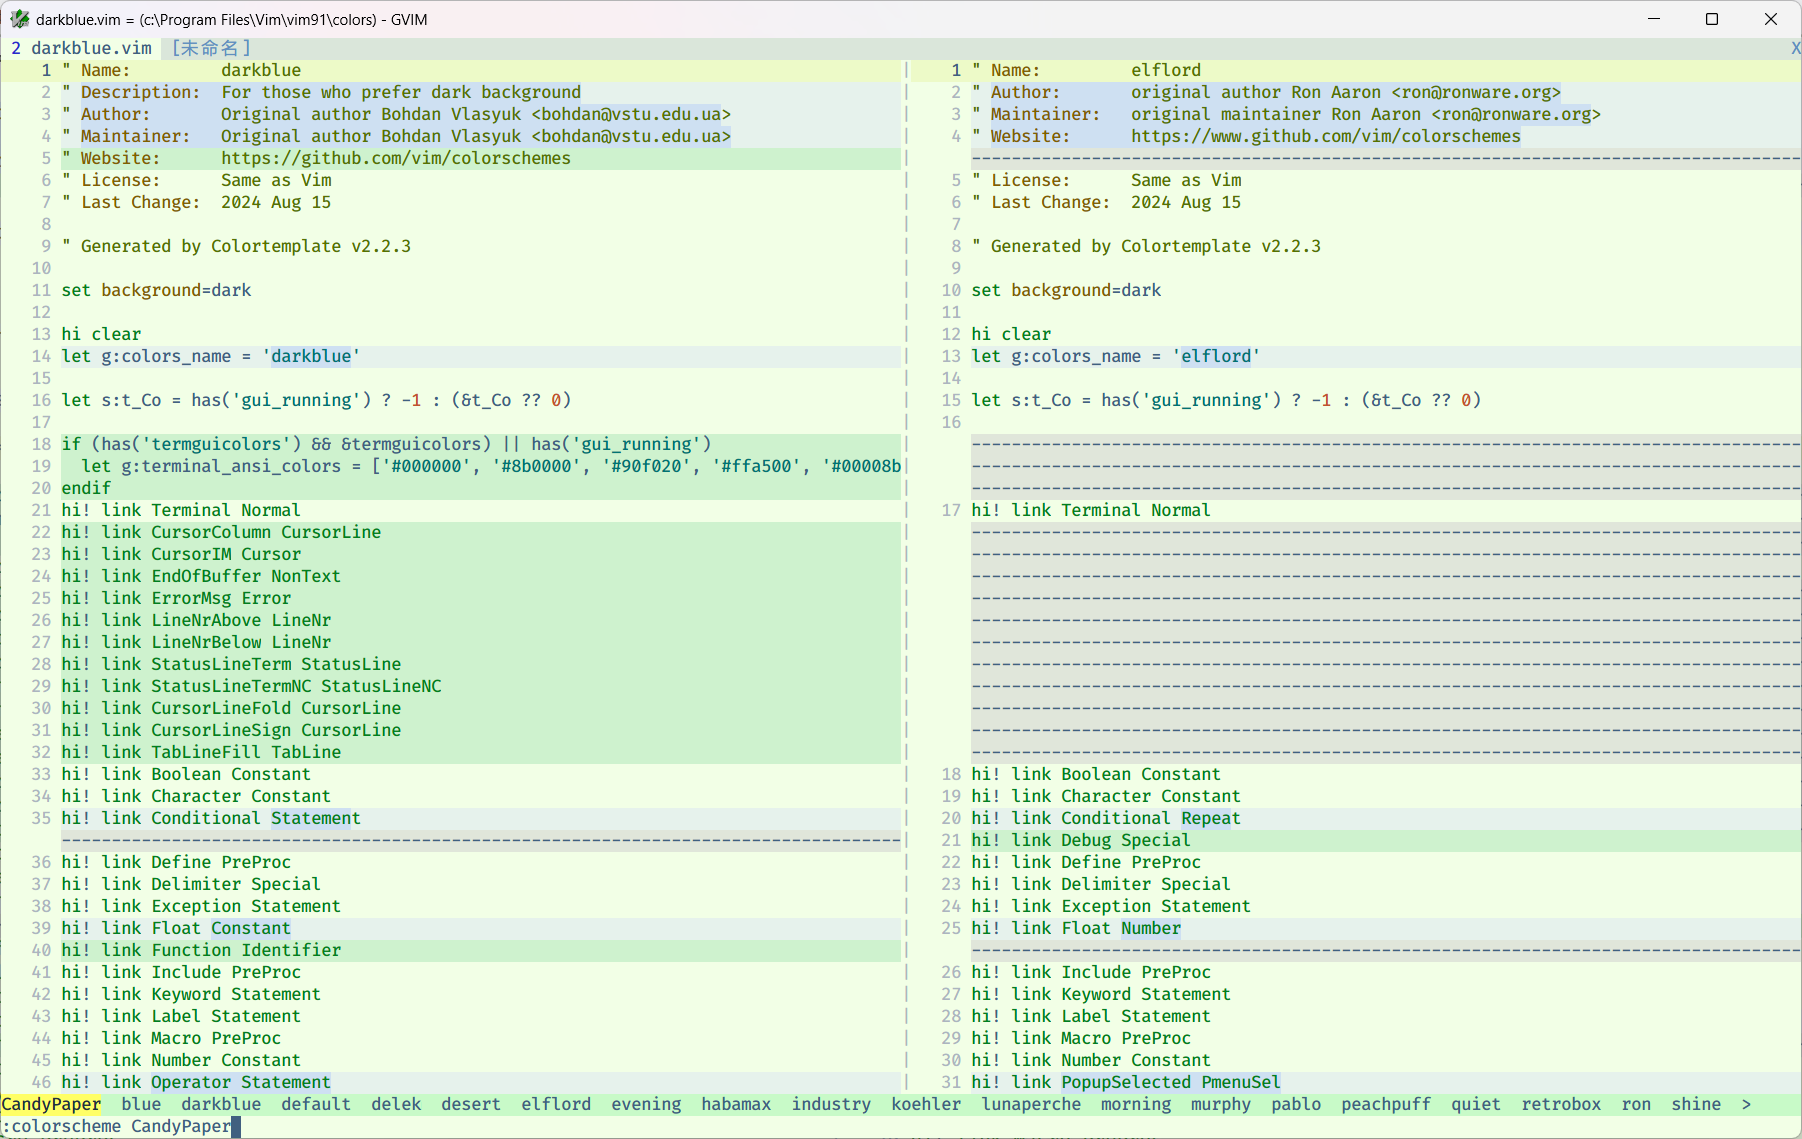 darkblue.vim = (c:\Program Files\Vim\vim91\colors) - GVIM
2 darkblue.vim [未命名] X
1 " Name: darkblue
2 " Description: For those who prefer dark background
3 " Author: Original author Bohdan Vlasyuk <bohdan@vstu.edu.ua>
4 " Maintainer: Original author Bohdan Vlasyuk <bohdan@vstu.edu.ua>
5 " Website: https://github.com/vim/colorschemes
6 " License: Same as Vim
7 " Last Change: 2024 Aug 15
8
9 " Generated by Colortemplate v2.2.3
10
11 set background=dark
12
13 hi clear
14 let g:colors_name = 'darkblue'
15
16 let s:t_Co = has('gui_running') ? -1 : (&t_Co ?? 0)
17
18 if (has('termguicolors') && &termguicolors) || has('gui_running')
19 let g:terminal_ansi_colors = ['#000000', '#8b0000', '#90f020', '#ffa500', '#00008b
20 endif
21 hi! link Terminal Normal
22 hi! link CursorColumn CursorLine
23 hi! link CursorIM Cursor
24 hi! link EndOfBuffer NonText
25 hi! link ErrorMsg Error
26 hi! link LineNrAbove LineNr
27 hi! link LineNrBelow LineNr
28 hi! link StatusLineTerm StatusLine
29 hi! link StatusLineTermNC StatusLineNC
30 hi! link CursorLineFold CursorLine
31 hi! link CursorLineSign CursorLine
32 hi! link TabLineFill TabLine
33 hi! link Boolean Constant
34 hi! link Character Constant
35 hi! link Conditional Statement
36 hi! link Define PreProc
37 hi! link Delimiter Special
38 hi! link Exception Statement
39 hi! link Float Constant
40 hi! link Function Identifier
41 hi! link Include PreProc
42 hi! link Keyword Statement
43 hi! link Label Statement
44 hi! link Macro PreProc
45 hi! link Number Constant
46 hi! link Operator Statement
1 " Name: elflord
2 " Author: original author Ron Aaron <ron@ronware.org>
3 " Maintainer: original maintainer Ron Aaron <ron@ronware.org>
4 " Website: https://www.github.com/vim/colorschemes
5 " License: Same as Vim
6 " Last Change: 2024 Aug 15
7
8 " Generated by Colortemplate v2.2.3
9
10 set background=dark
11
12 hi clear
13 let g:colors_name = 'elflord'
14
15 let s:t_Co = has('gui_running') ? -1 : (&t_Co ?? 0)
16
17 hi! link Terminal Normal
18 hi! link Boolean Constant
19 hi! link Character Constant
20 hi! link Conditional Repeat
21 hi! link Debug Special
22 hi! link Define PreProc
23 hi! link Delimiter Special
24 hi! link Exception Statement
25 hi! link Float Number
26 hi! link Include PreProc
27 hi! link Keyword Statement
28 hi! link Label Statement
29 hi! link Macro PreProc
30 hi! link Number Constant
31 hi! link PopupSelected PmenuSel
CandyPaper blue darkblue default delek desert elflord evening habamax industry koehler lunaperche morning murphy pablo peachpuff quiet retrobox ron shine >
:colorscheme CandyPaper